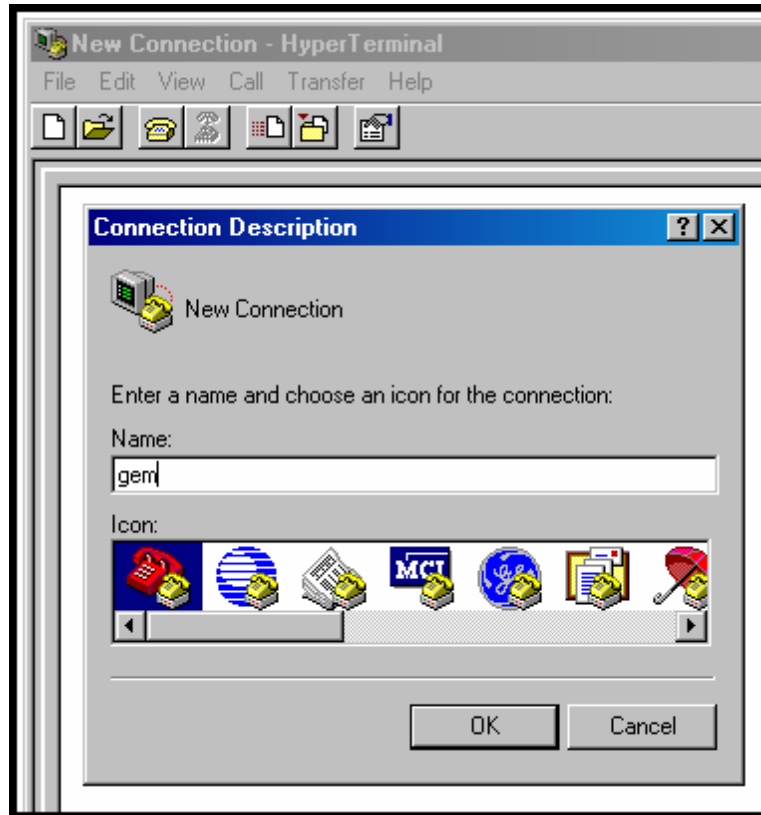 New Connection - HyperTerminal
File Edit View Call Transfer Help
Connection Description
New Connection
Enter a name and choose an icon for the connection:
Name:
gem
Icon:
MCI
OK Cancel